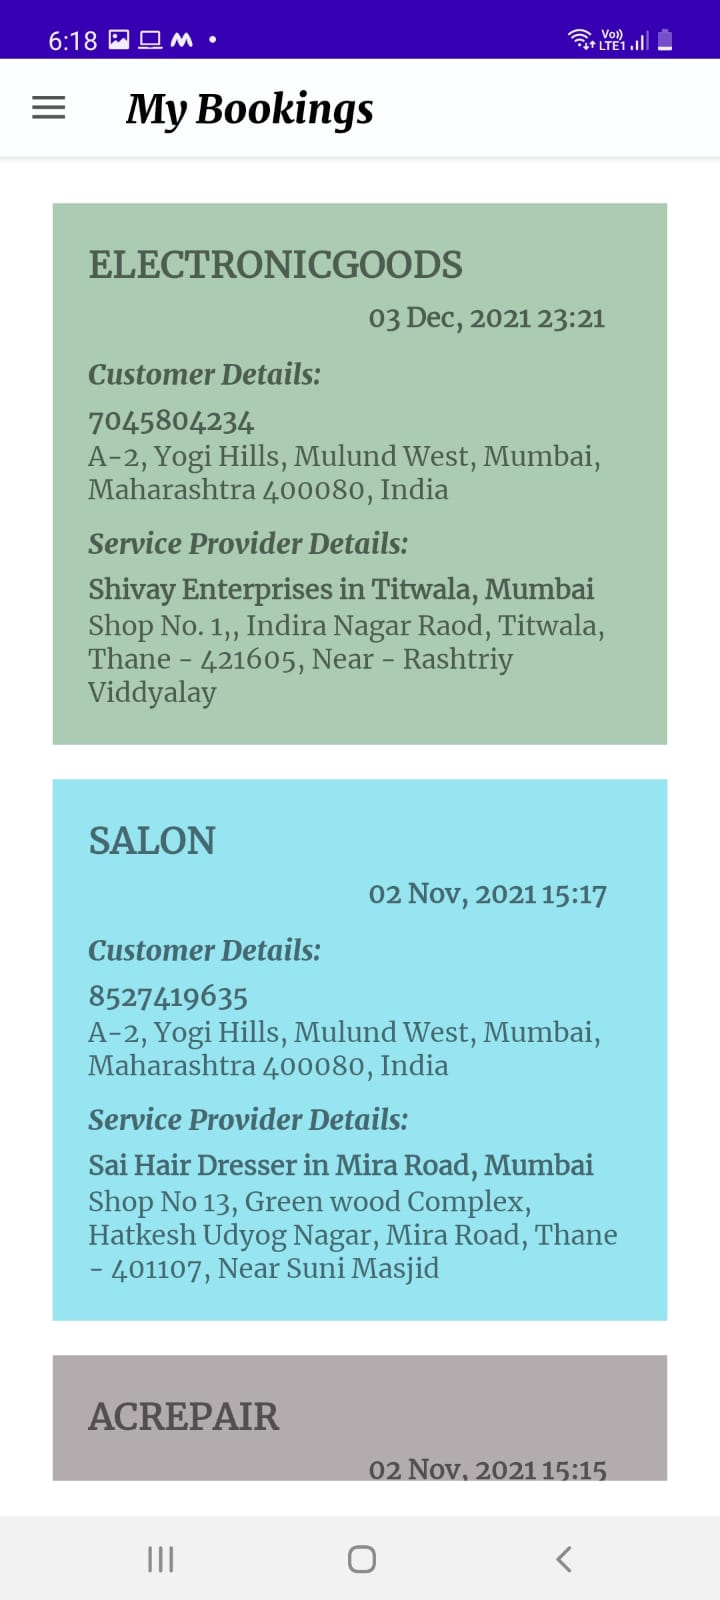 6:18
Vo))
LTE1
My Bookings
ELECTRONICGOODS
03 Dec, 2021 23:21
Customer Details:
7045804234
A-2, Yogi Hills, Mulund West, Mumbai,
Maharashtra 400080, India
Service Provider Details:
Shivay Enterprises in Titwala, Mumbai
Shop No. 1,, Indira Nagar Raod, Titwala,
Thane - 421605, Near - Rashtriy
Viddyalay
SALON
02 Nov, 2021 15:17
Customer Details:
8527419635
A-2, Yogi Hills, Mulund West, Mumbai,
Maharashtra 400080, India
Service Provider Details:
Sai Hair Dresser in Mira Road, Mumbai
Shop No 13, Green wood Complex,
Hatkesh Udyog Nagar, Mira Road, Thane
- 401107, Near Suni Masjid
ACREPAIR
02 Nov, 2021 15:15